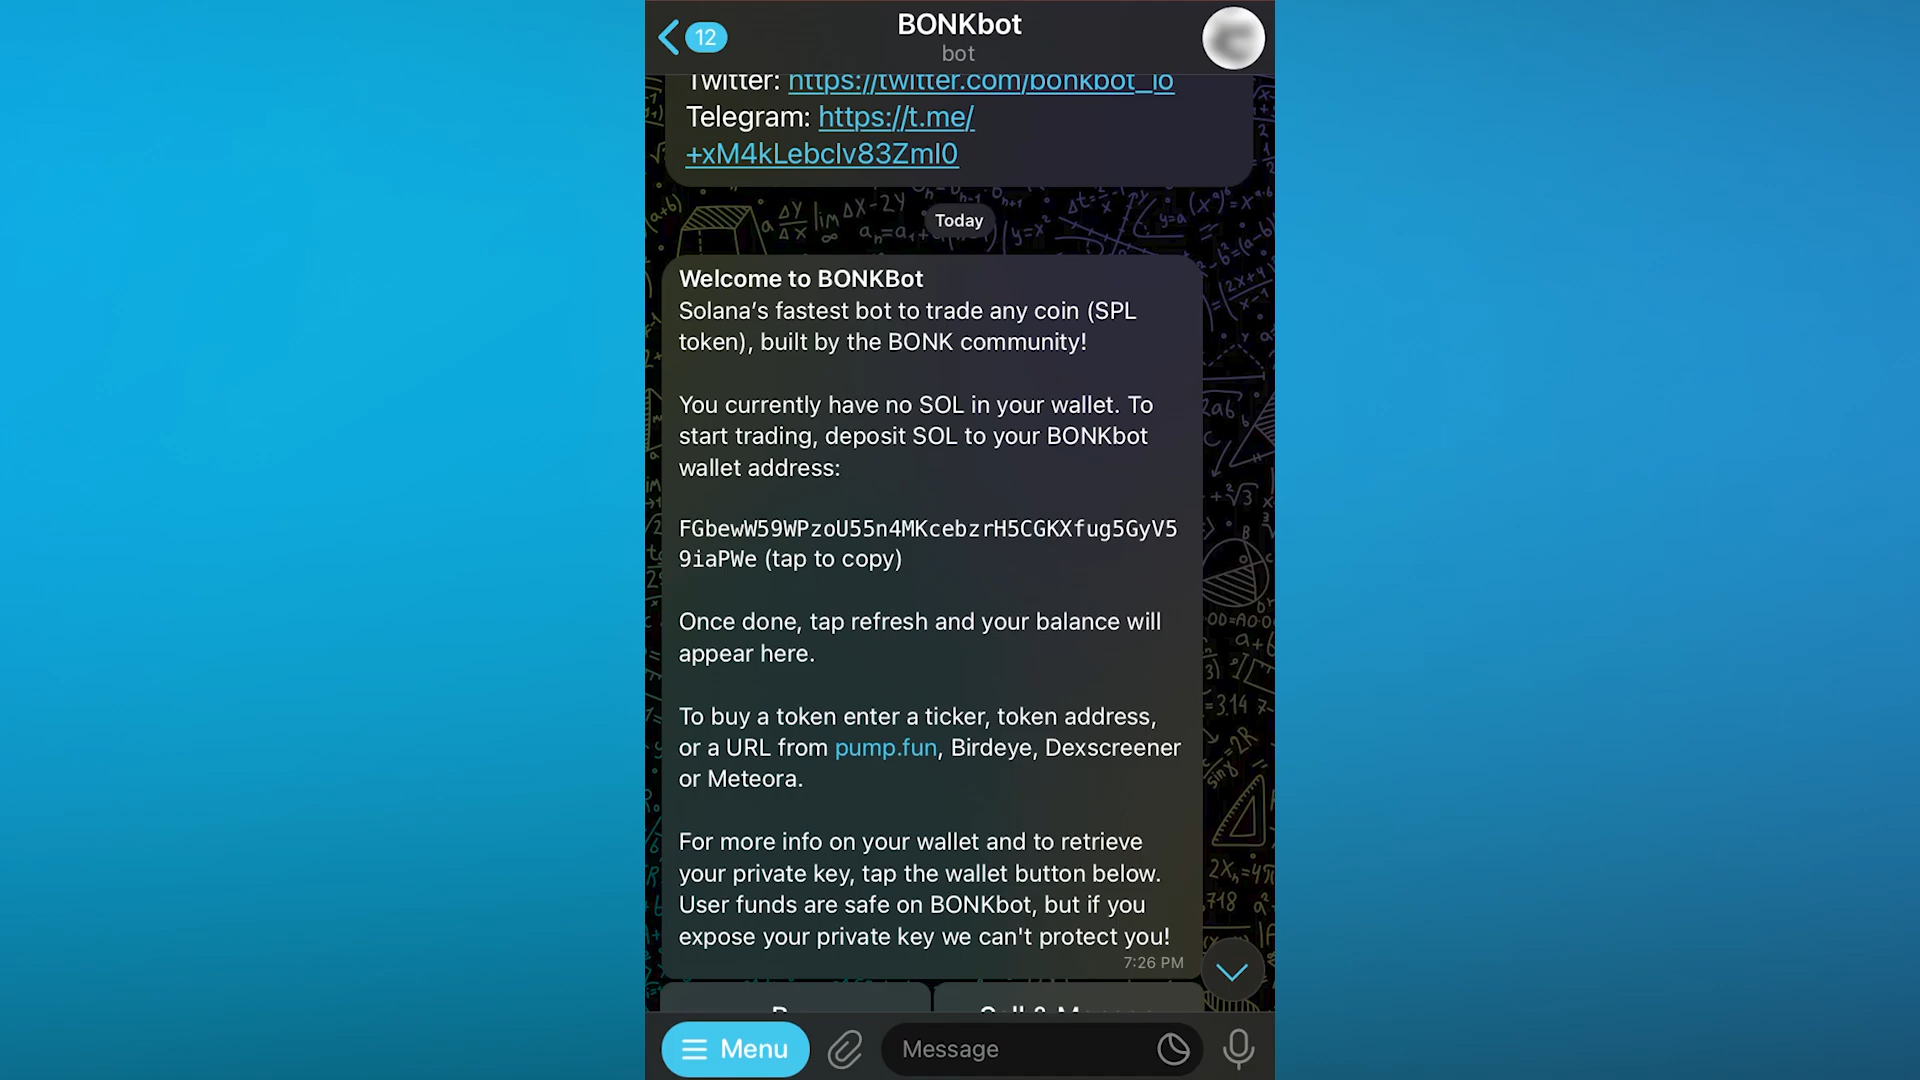 12
BONKbot
bot
Twitter: https://twitter.com/bonkbot_io
Telegram: https://t.me/
+xM4kLebclv83Zml0
Today
Welcome to BONKBot
Solana’s fastest bot to trade any coin (SPL
token), built by the BONK community!
You currently have no SOL in your wallet. To
start trading, deposit SOL to your BONKbot
wallet address:
FGbewW59WPzoU55n4MKcebzrH5CGKXfug5GyV5
9iaPWe (tap to copy)
Once done, tap refresh and your balance will
appear here.
To buy a token enter a ticker, token address,
or a URL from pump.fun, Birdeye, Dexscreener
or Meteora.
For more info on your wallet and to retrieve
your private key, tap the wallet button below.
User funds are safe on BONKbot, but if you
expose your private key we can't protect you!
7:26 PM
Menu
Message